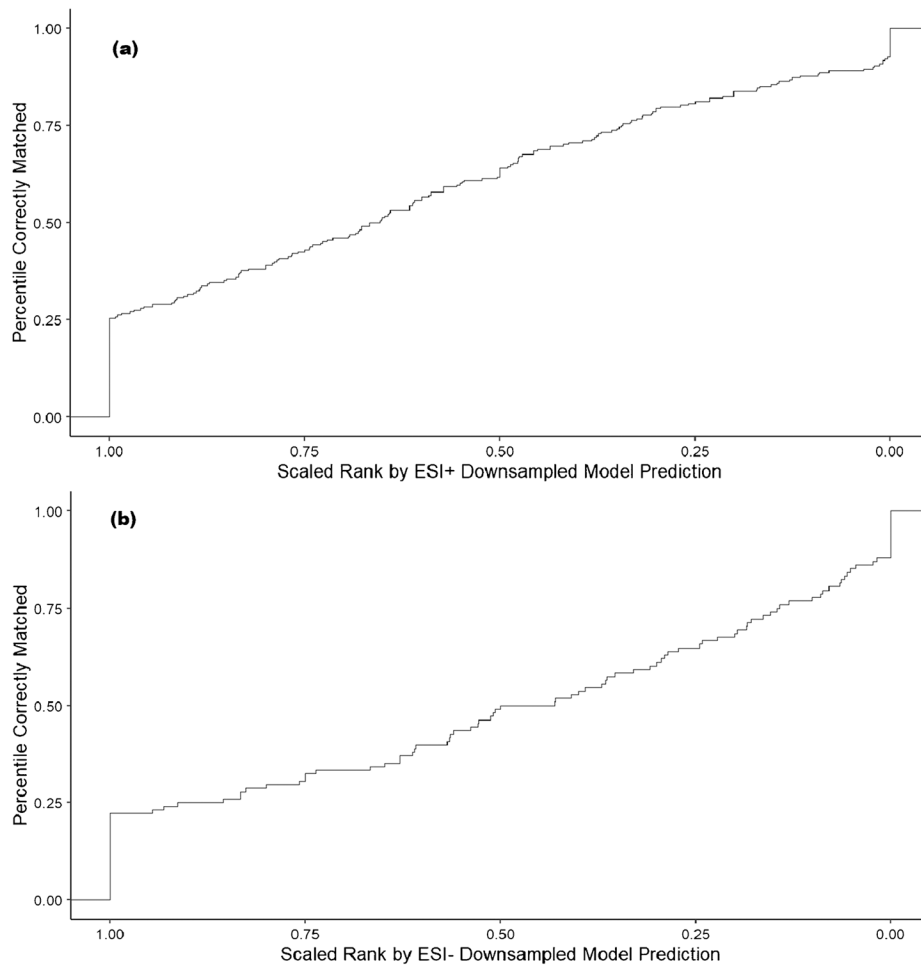 (a)
Percentile Correctly Matched
1.00
0.75
0.50
0.25
0.00
1.00 0.75 0.50 0.25 0.00
Scaled Rank by ESI+ Downsampled Model Prediction
(b)
Percentile Correctly Matched
1.00
0.75
0.50
0.25
0.00
1.00 0.75 0.50 0.25 0.00
Scaled Rank by ESI- Downsampled Model Prediction